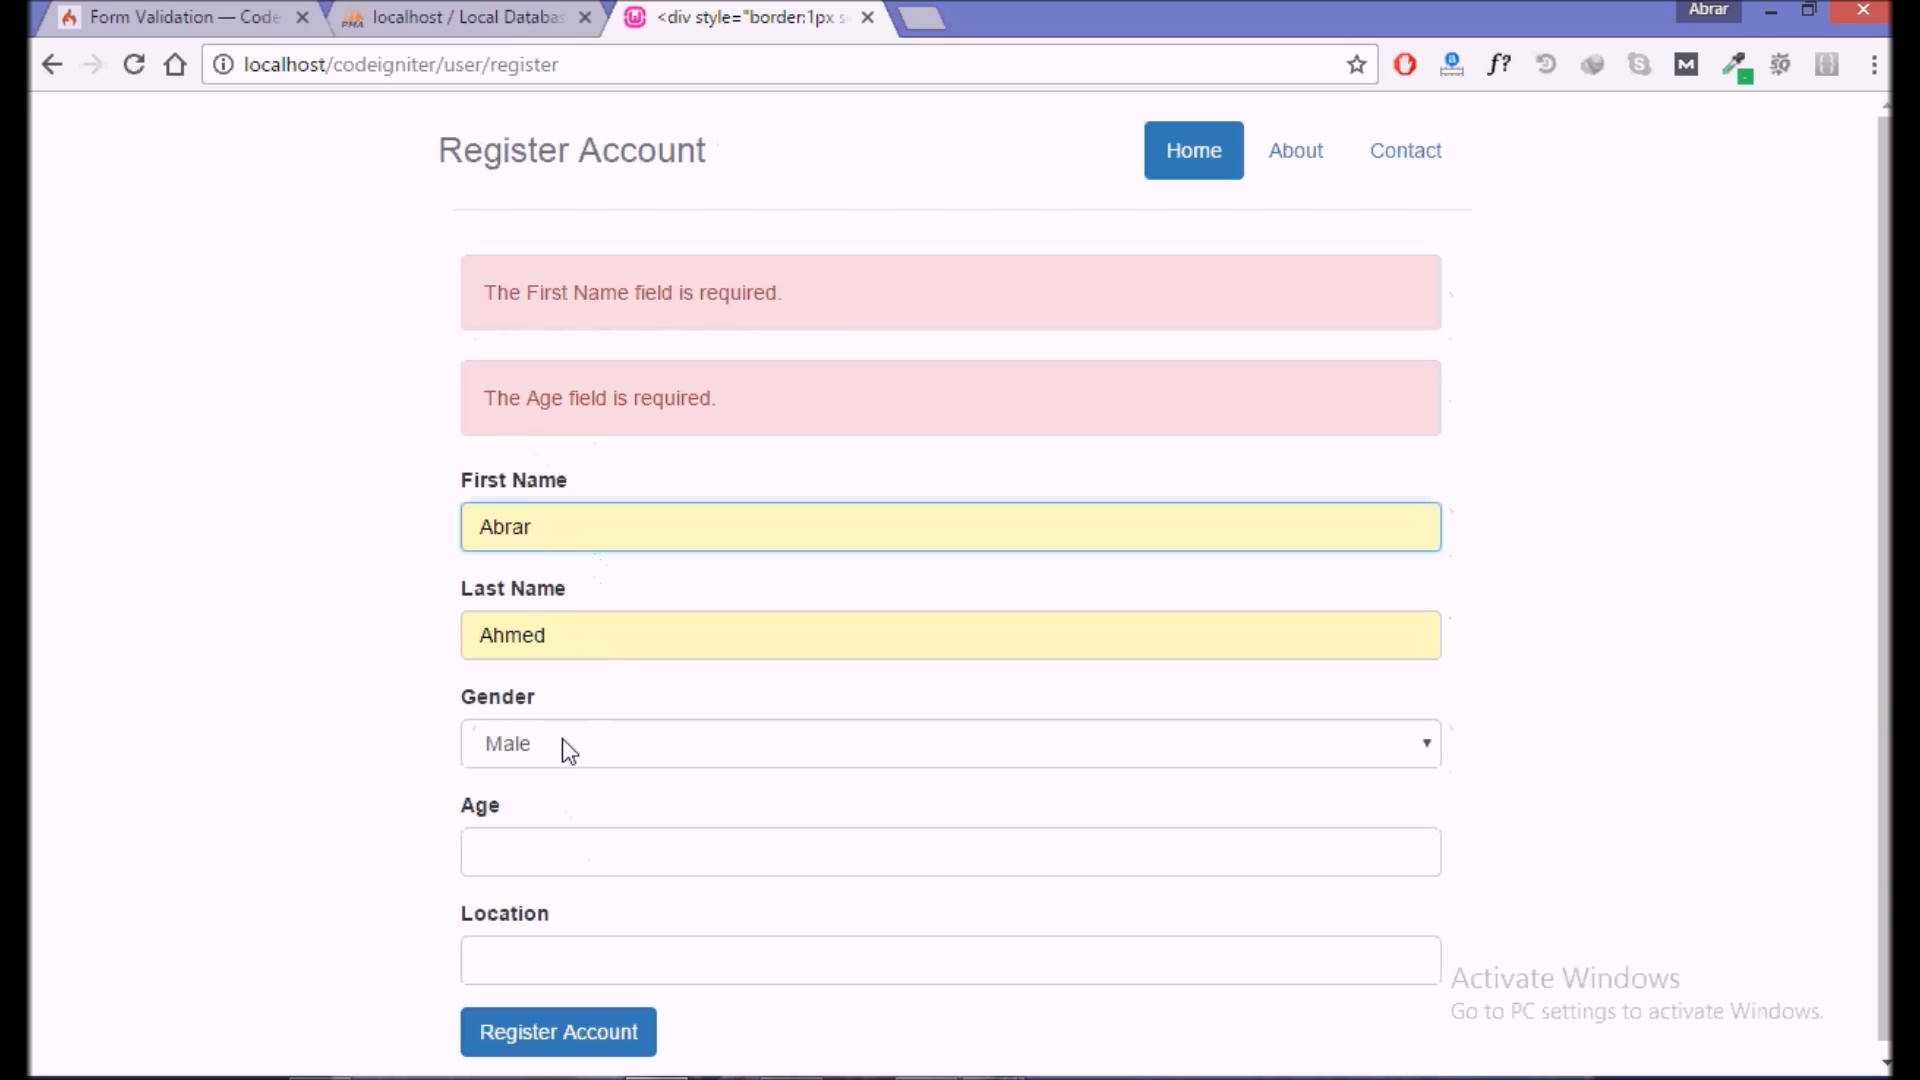 Form Validation — Code
localhost / Local Databas
<div style="border:1px s
Abrar
localhost/codeigniter/user/register
Register Account
Home
About
Contact
The First Name field is required.
The Age field is required.
First Name
Abrar
Last Name
Ahmed
Gender
Male
Age
Location
Register Account
Activate Windows
Go to PC settings to activate Windows.